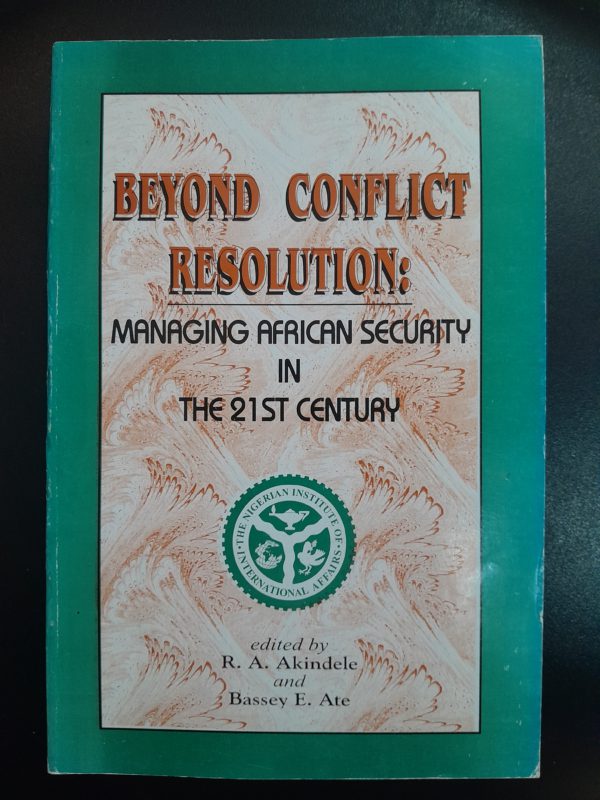 BEYOND CONFLICT
RESOLUTION:
MANAGING AFRICAN SECURITY
IN
THE 21ST CENTURY
THE NIGERIAN INSTITUTE OF
INTERNATIONAL AFFAIRS
edited by
R. A. Akindele
and
Bassey E. Ate